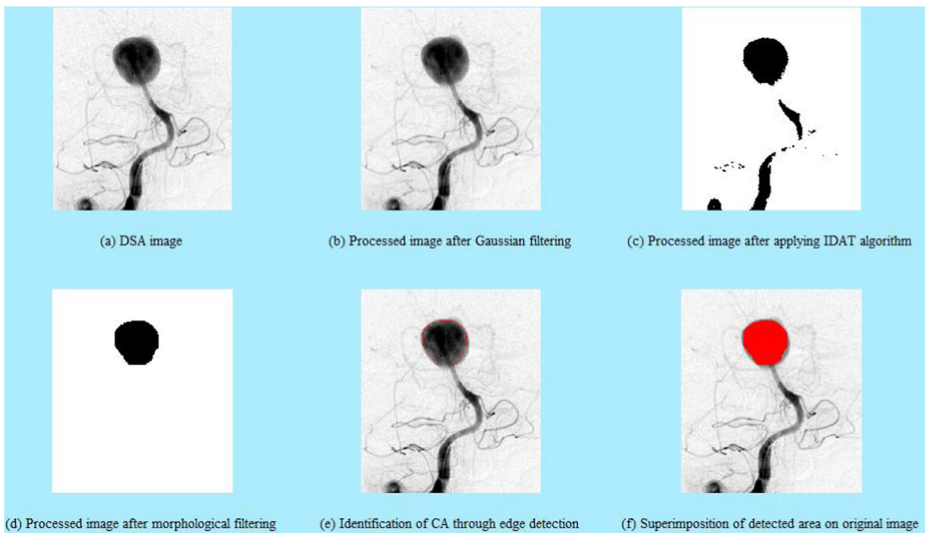 (a) DSA image
(b) Processed image after Gaussian filtering
(c) Processed image after applying IDAT algorithm
(d) Processed image after morphological filtering
(e) Identification of CA through edge detection
(f) Superimposition of detected area on original image